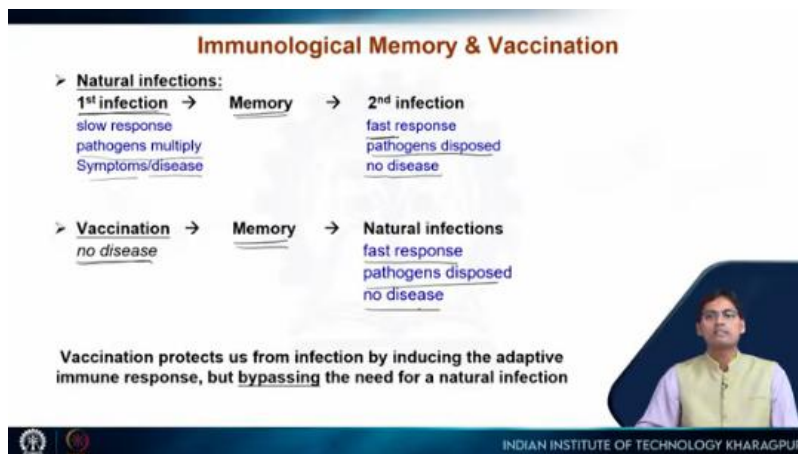 Immunological Memory & Vaccination
➢ Natural infections:
1st infection → Memory → 2nd infection
slow response fast response
pathogens multiply pathogens disposed
Symptoms/disease no disease
➢ Vaccination → Memory → Natural infections
no disease fast response
pathogens disposed
no disease
Vaccination protects us from infection by inducing the adaptive
immune response, but bypassing the need for a natural infection
INDIAN INSTITUTE OF TECHNOLOGY KHARAGPUR